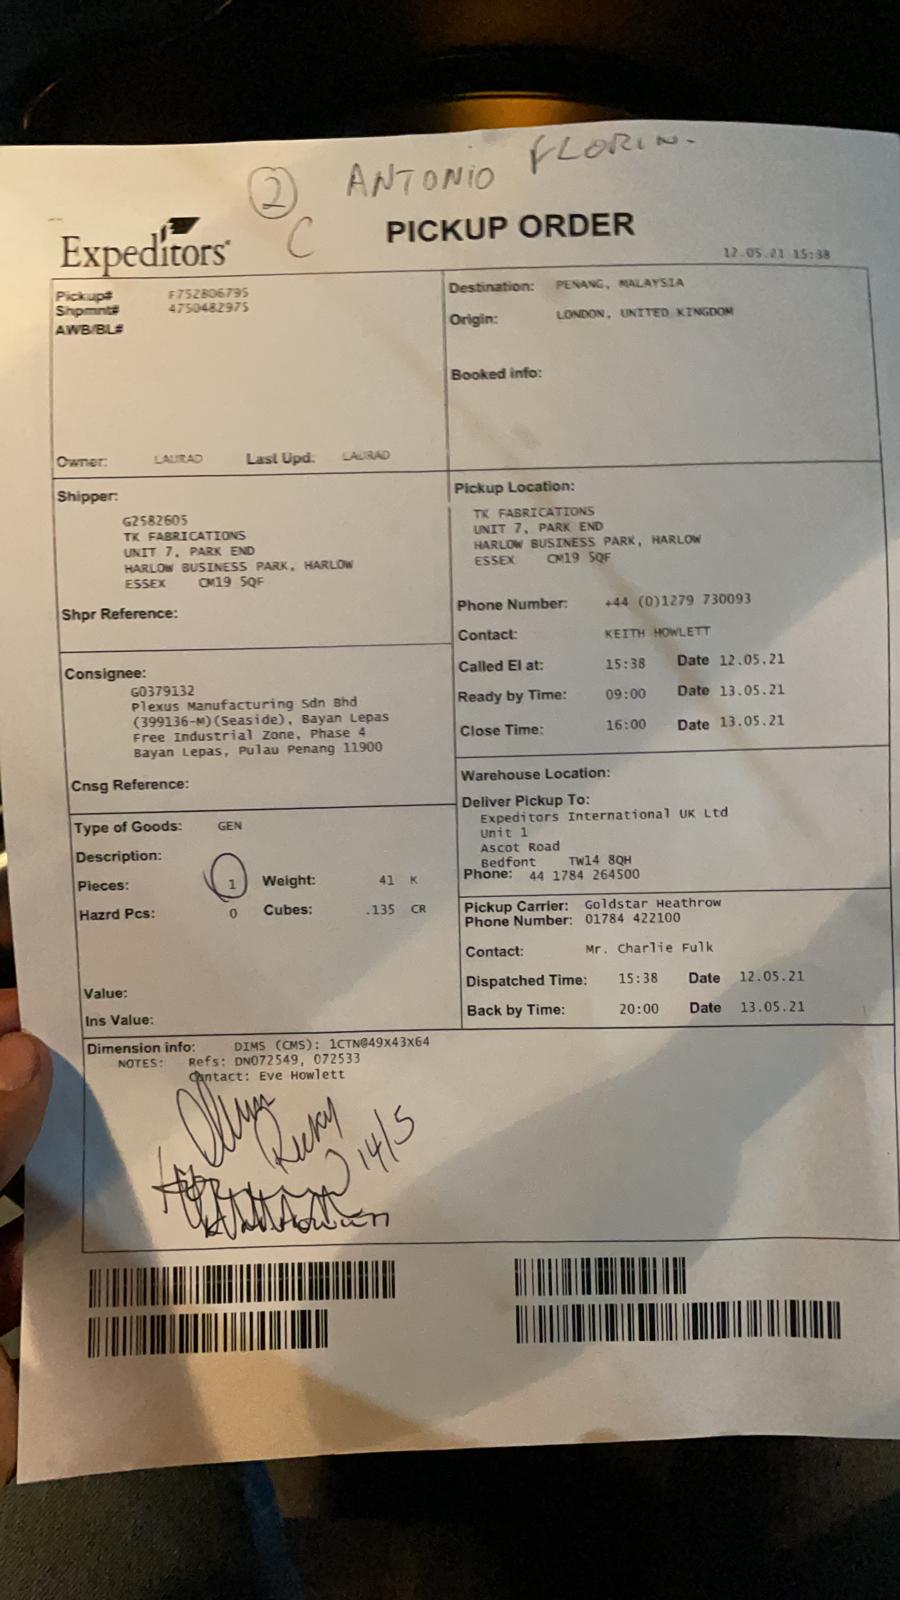 2 ANTONIO FLORIN.
C
Expeditors
PICKUP ORDER
12.05.21 15:38
Pickup# F752806795
Shpmnt# 4750482975
AWB/BL#
Owner: LAURAD Last Upd: LAURAD
Destination: PENANG, MALAYSIA
Origin: LONDON, UNITED KINGDOM
Booked info:
Shipper:
G2582605
TK FABRICATIONS
UNIT 7, PARK END
HARLOW BUSINESS PARK, HARLOW
ESSEX CM19 5QF
Shpr Reference:
Pickup Location:
TK FABRICATIONS
UNIT 7, PARK END
HARLOW BUSINESS PARK, HARLOW
ESSEX CM19 5QF
Phone Number: +44 (0)1279 730093
Contact: KEITH HOWLETT
Called EI at: 15:38 Date 12.05.21
Ready by Time: 09:00 Date 13.05.21
Close Time: 16:00 Date 13.05.21
Consignee:
G0379132
Plexus Manufacturing Sdn Bhd
(399136-M)(Seaside), Bayan Lepas
Free Industrial Zone, Phase 4
Bayan Lepas, Pulau Penang 11900
Cnsg Reference:
Warehouse Location:
Deliver Pickup To:
Expeditors International UK Ltd
Unit 1
Ascot Road
Bedfont TW14 8QH
Phone: 44 1784 264500
Type of Goods: GEN
Description:
Pieces: 1 Weight: 41 K
Hazrd Pcs: 0 Cubes: .135 CR
Value:
Ins Value:
Pickup Carrier: Goldstar Heathrow
Phone Number: 01784 422100
Contact: Mr. Charlie Fulk
Dispatched Time: 15:38 Date 12.05.21
Back by Time: 20:00 Date 13.05.21
Dimension info: DIMS (CMS): 1CTN@49X43X64
NOTES: Refs: DN072549, 072533
Contact: Eve Howlett
Ricky 14/5